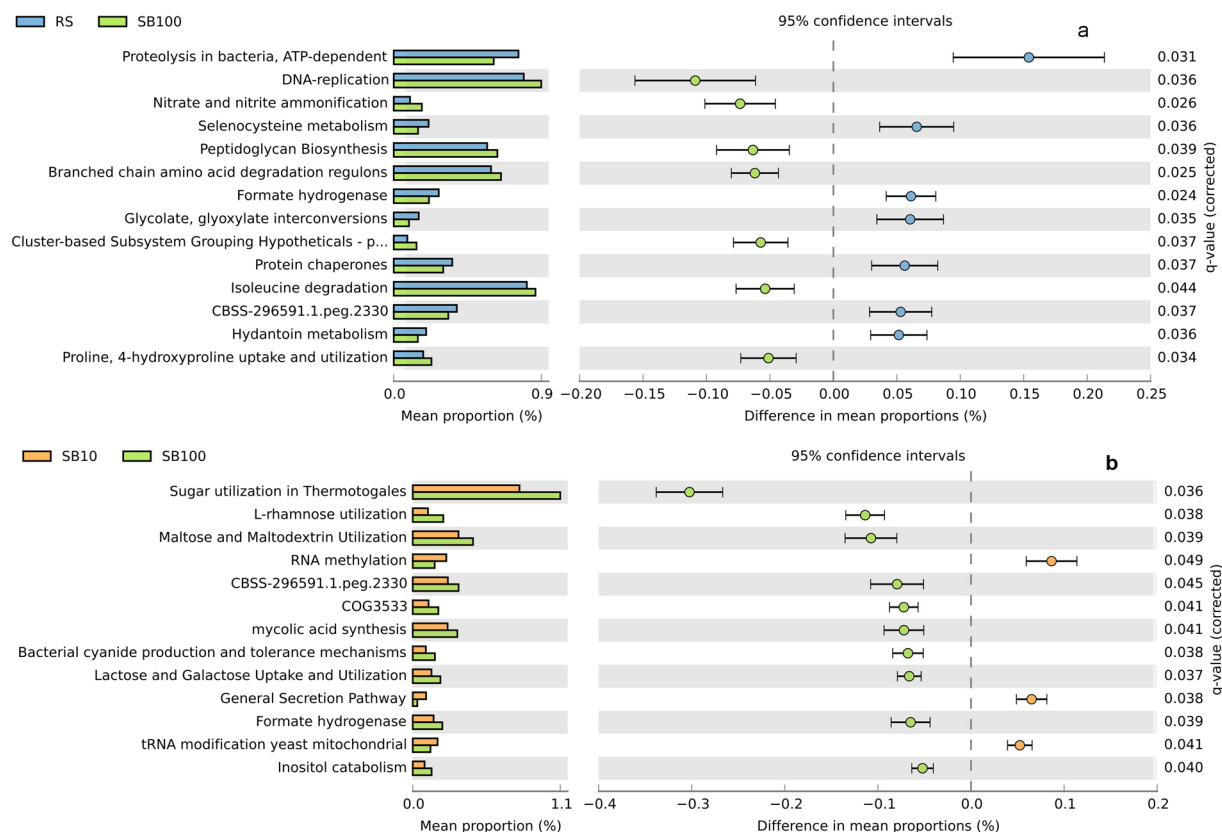 RS SB100 95% confidence intervals a
Proteolysis in bacteria, ATP-dependent 0.031
DNA-replication 0.036
Nitrate and nitrite ammonification 0.026
Selenocysteine metabolism 0.036
Peptidoglycan Biosynthesis 0.039
Branched chain amino acid degradation regulons 0.025
Formate hydrogenase 0.024
Glycolate, glyoxylate interconversions 0.035
Cluster-based Subsystem Grouping Hypotheticals - p... 0.037
Protein chaperones 0.037
Isoleucine degradation 0.044
CBSS-296591.1.peg.2330 0.037
Hydantoin metabolism 0.036
Proline, 4-hydroxyproline uptake and utilization 0.034
q-value (corrected)
0.0 0.9 −0.20 −0.15 −0.10 −0.05 0.00 0.05 0.10 0.15 0.20 0.25
Mean proportion (%) Difference in mean proportions (%)
SB10 SB100 95% confidence intervals b
Sugar utilization in Thermotogales 0.036
L-rhamnose utilization 0.038
Maltose and Maltodextrin Utilization 0.039
RNA methylation 0.049
CBSS-296591.1.peg.2330 0.045
COG3533 0.041
mycolic acid synthesis 0.041
Bacterial cyanide production and tolerance mechanisms 0.038
Lactose and Galactose Uptake and Utilization 0.037
General Secretion Pathway 0.038
Formate hydrogenase 0.039
tRNA modification yeast mitochondrial 0.041
Inositol catabolism 0.040
q-value (corrected)
0.0 1.1 −0.4 −0.3 −0.2 −0.1 0.0 0.1 0.2
Mean proportion (%) Difference in mean proportions (%)